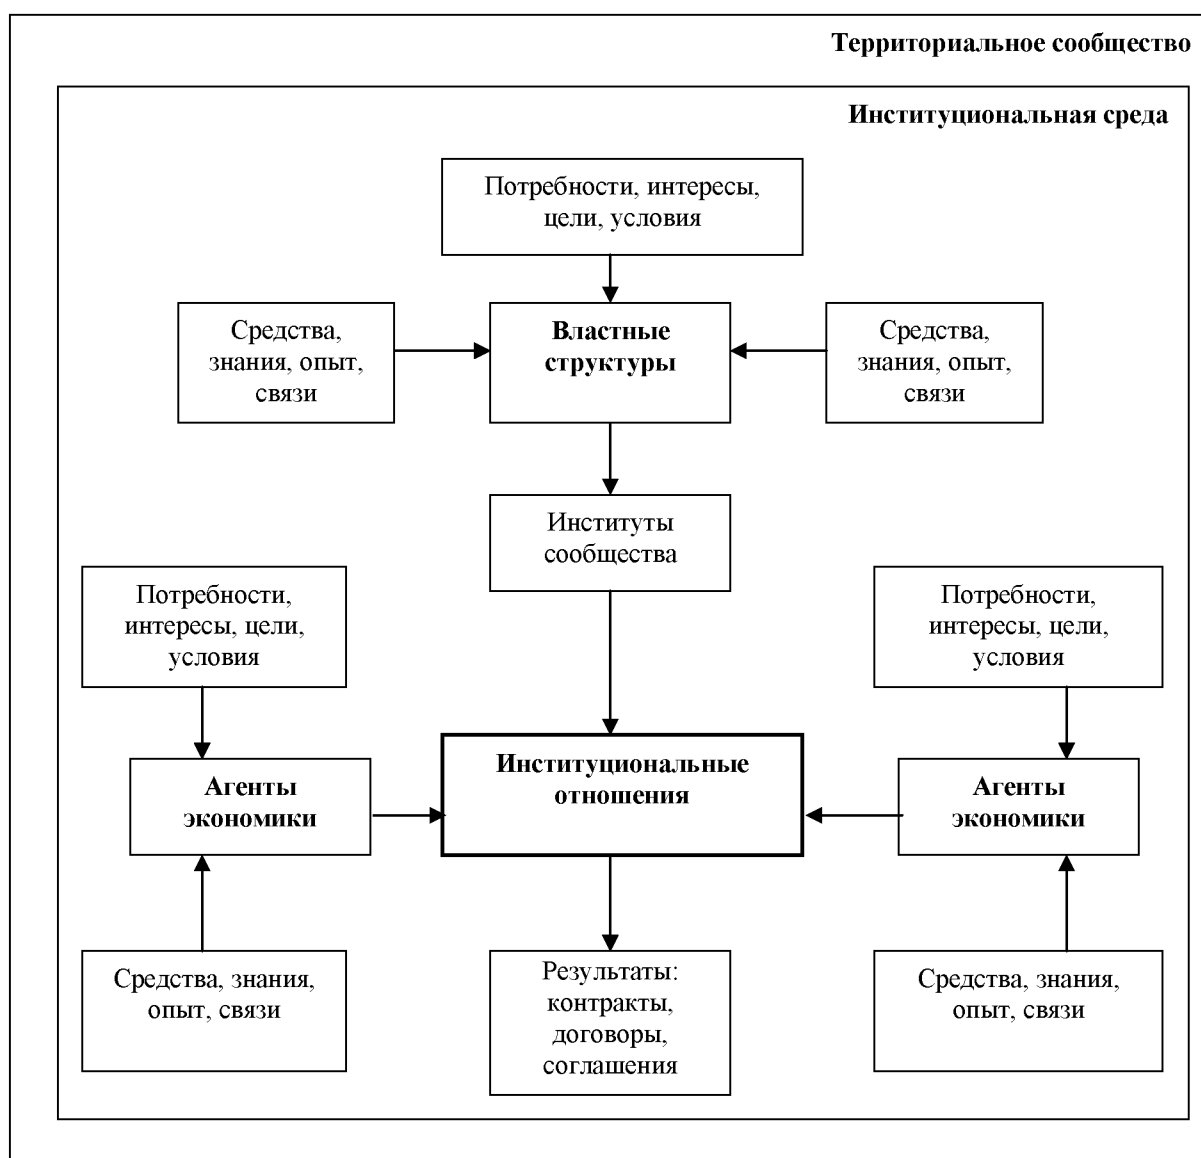 Территориальное сообщество
Институциональная среда
Потребности, интересы,
цели, условия
Средства,
знания, опыт,
связи
Властные
структуры
Средства,
знания, опыт,
связи
Институты
сообщества
Потребности,
интересы, цели,
условия
Потребности,
интересы, цели,
условия
Агенты
экономики
Институциональные
отношения
Агенты
экономики
Средства, знания,
опыт, связи
Результаты:
контракты,
договоры,
соглашения
Средства, знания,
опыт, связи